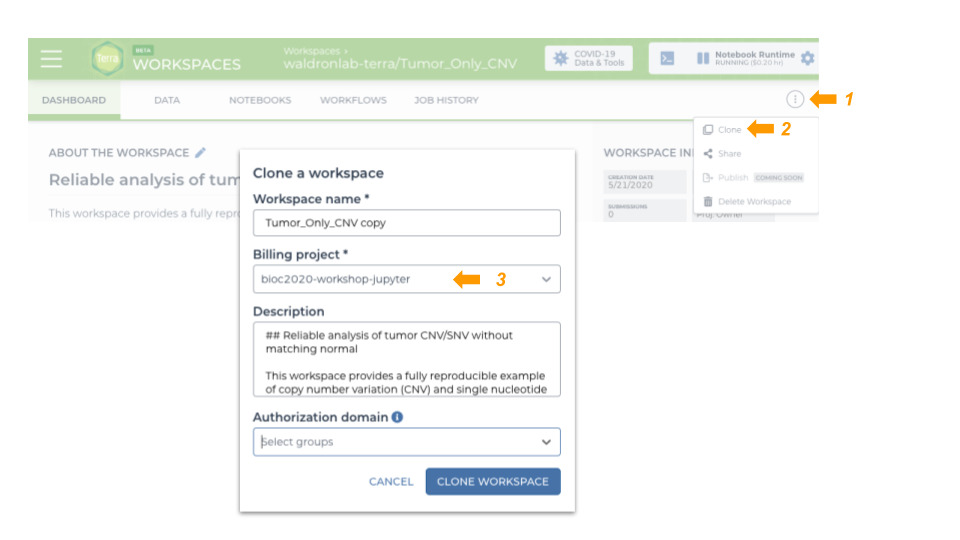 Terra
BETA
WORKSPACES
Workspaces ›
waldronlab-terra/Tumor_Only_CNV
COVID-19
Data & Tools
Notebook Runtime
RUNNING ($0.20 hr)
DASHBOARD
DATA
NOTEBOOKS
WORKFLOWS
JOB HISTORY
1
Clone
2
Share
Publish COMING SOON
Delete Workspace
ABOUT THE WORKSPACE
Reliable analysis of tum
This workspace provides a fully repro
WORKSPACE IN
CREATION DATE
5/21/2020
SUBMISSIONS
0
Proj. Owner
Clone a workspace
Workspace name *
Tumor_Only_CNV copy
Billing project *
bioc2020-workshop-jupyter
3
Description
## Reliable analysis of tumor CNV/SNV without
matching normal
This workspace provides a fully reproducible example
of copy number variation (CNV) and single nucleotide
Authorization domain
Select groups
CANCEL
CLONE WORKSPACE